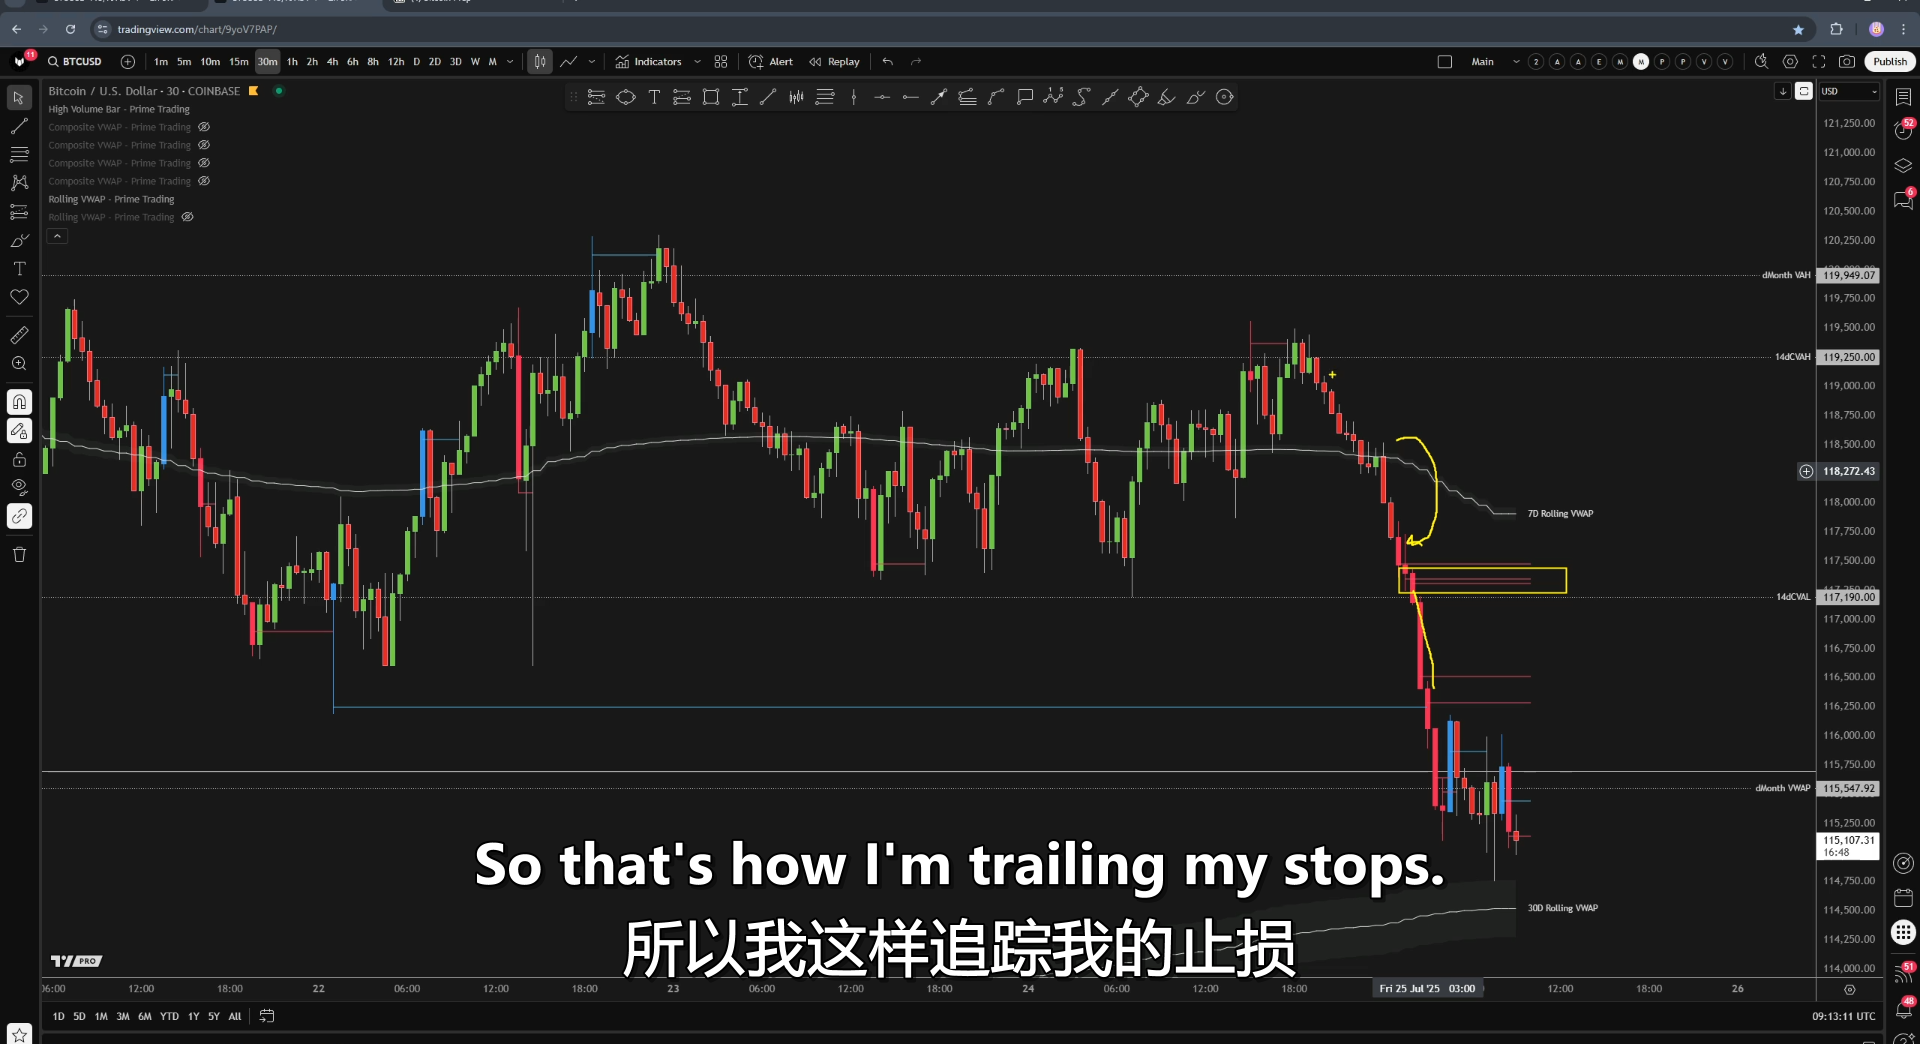 tradingview.com/chart/9yoV7PAP/
11
BTCUSD
1m 5m 10m 15m 30m 1h 2h 4h 6h 8h 12h D 2D 3D W M
Indicators
Alert
Replay
Main
2 A A E M M P P V V
Publish
Bitcoin / U.S. Dollar · 30 · COINBASE
High Volume Bar - Prime Trading
Composite VWAP - Prime Trading
Composite VWAP - Prime Trading
Composite VWAP - Prime Trading
Composite VWAP - Prime Trading
Rolling VWAP - Prime Trading
Rolling VWAP - Prime Trading
USD
52
6
121,250.00
121,000.00
120,750.00
120,500.00
120,250.00
dMonth VAH 119,949.07
119,750.00
119,500.00
14dCVAH 119,250.00
119,000.00
118,750.00
118,500.00
118,272.43
118,000.00
7D Rolling VWAP
117,750.00
117,500.00
14dCVAL 117,190.00
117,000.00
116,750.00
116,500.00
116,250.00
116,000.00
115,750.00
dMonth VWAP 115,547.92
115,250.00
115,107.31
16:48
114,750.00
30D Rolling VWAP
114,500.00
114,250.00
114,000.00
So that's how I'm trailing my stops.
所以我这样追踪我的止损
TV PRO
06:00 12:00 18:00 22 06:00 12:00 18:00 23 06:00 12:00 18:00 24 06:00 12:00 18:00 Fri 25 Jul '25 03:00 12:00 18:00 26
51
48
1D 5D 1M 3M 6M YTD 1Y 5Y All
09:13:11 UTC